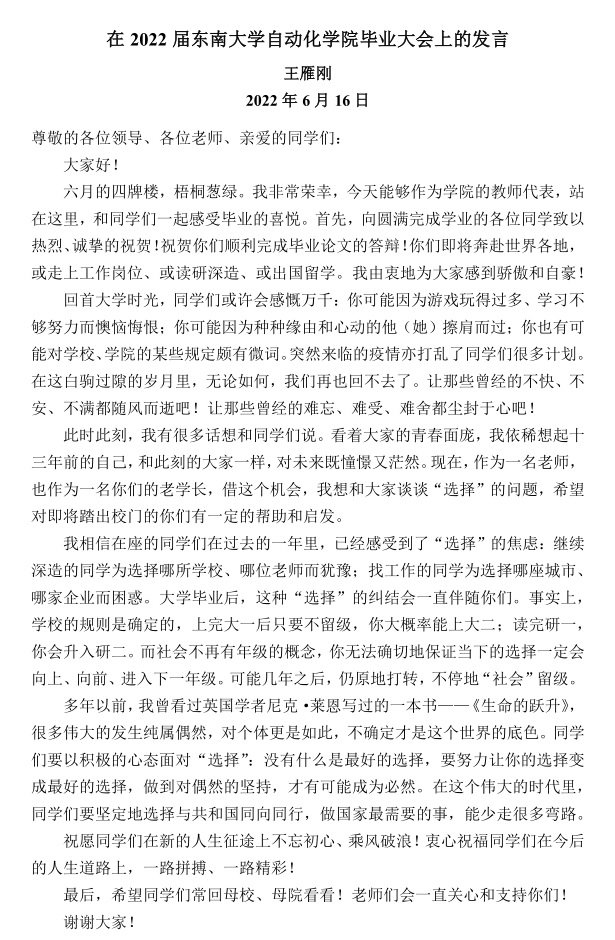 在 2022 届东南大学自动化学院毕业大会上的发言
王雁刚
2022 年 6 月 16 日
尊敬的各位领导、各位老师、亲爱的同学们：
大家好！
六月的四牌楼，梧桐葱绿。我非常荣幸，今天能够作为学院的教师代表，站
在这里，和同学们一起感受毕业的喜悦。首先，向圆满完成学业的各位同学致以
热烈、诚挚的祝贺！祝贺你们顺利完成毕业论文的答辩！你们即将奔赴世界各地，
或走上工作岗位、或读研深造、或出国留学。我由衷地为大家感到骄傲和自豪！
回首大学时光，同学们或许会感慨万千：你可能因为游戏玩得过多、学习不
够努力而懊恼悔恨；你可能因为种种缘由和心动的他（她）擦肩而过；你也有可
能对学校、学院的某些规定颇有微词。突然来临的疫情亦打乱了同学们很多计划。
在这白驹过隙的岁月里，无论如何，我们再也回不去了。让那些曾经的不快、不
安、不满都随风而逝吧！让那些曾经的难忘、难受、难舍都尘封于心吧！
此时此刻，我有很多话想和同学们说。看着大家的青春面庞，我依稀想起十
三年前的自己，和此刻的大家一样，对未来既憧憬又茫然。现在，作为一名老师，
也作为一名你们的老学长，借这个机会，我想和大家谈谈“选择”的问题，希望
对即将踏出校门的你们有一定的帮助和启发。
我相信在座的同学们在过去的一年里，已经感受到了“选择”的焦虑：继续
深造的同学为选择哪所学校、哪位老师而犹豫；找工作的同学为选择哪座城市、
哪家企业而困惑。大学毕业后，这种“选择”的纠结会一直伴随你们。事实上，
学校的规则是确定的，上完大一后只要不留级，你大概率能上大二；读完研一，
你会升入研二。而社会不再有年级的概念，你无法确切地保证当下的选择一定会
向上、向前、进入下一年级。可能几年之后，仍原地打转，不停地“社会”留级。
多年以前，我曾看过英国学者尼克·莱恩写过的一本书——《生命的跃升》，
很多伟大的发生纯属偶然，对个体更是如此，不确定才是这个世界的底色。同学
们要以积极的心态面对“选择”：没有什么是最好的选择，要努力让你的选择变
成最好的选择，做到对偶然的坚持，才有可能成为必然。在这个伟大的时代里，
同学们要坚定地选择与共和国同向同行，做国家最需要的事，能少走很多弯路。
祝愿同学们在新的人生征途上不忘初心、乘风破浪！衷心祝福同学们在今后
的人生道路上，一路拼搏、一路精彩！
最后，希望同学们常回母校、母院看看！老师们会一直关心和支持你们！
谢谢大家！